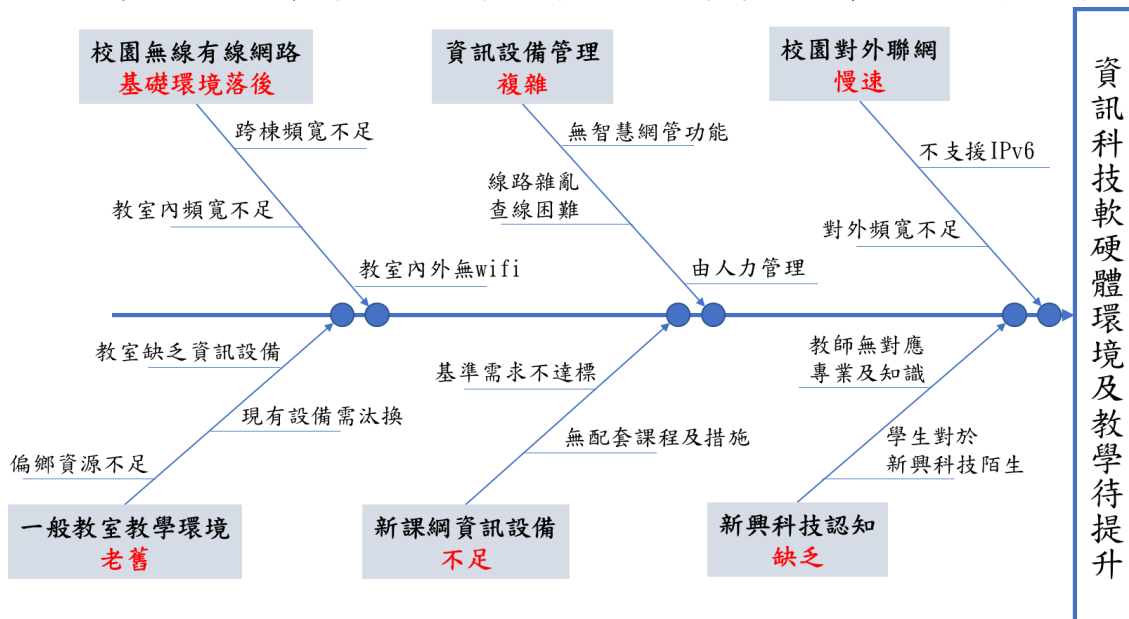 校園無線有線網路
基礎環境落後
跨棟頻寬不足
教室內頻寬不足
教室內外無wifi
資訊設備管理
複雜
無智慧網管功能
線路雜亂
查線困難
由人力管理
校園對外聯網
慢速
不支援IPv6
對外頻寬不足
教室缺乏資訊設備
現有設備需汰換
偏鄉資源不足
一般教室教學環境
老舊
基準需求不達標
無配套課程及措施
新課綱資訊設備
不足
教師無對應
專業及知識
學生對於
新興科技陌生
新興科技認知
缺乏
資訊科技軟硬體環境及教學待提升